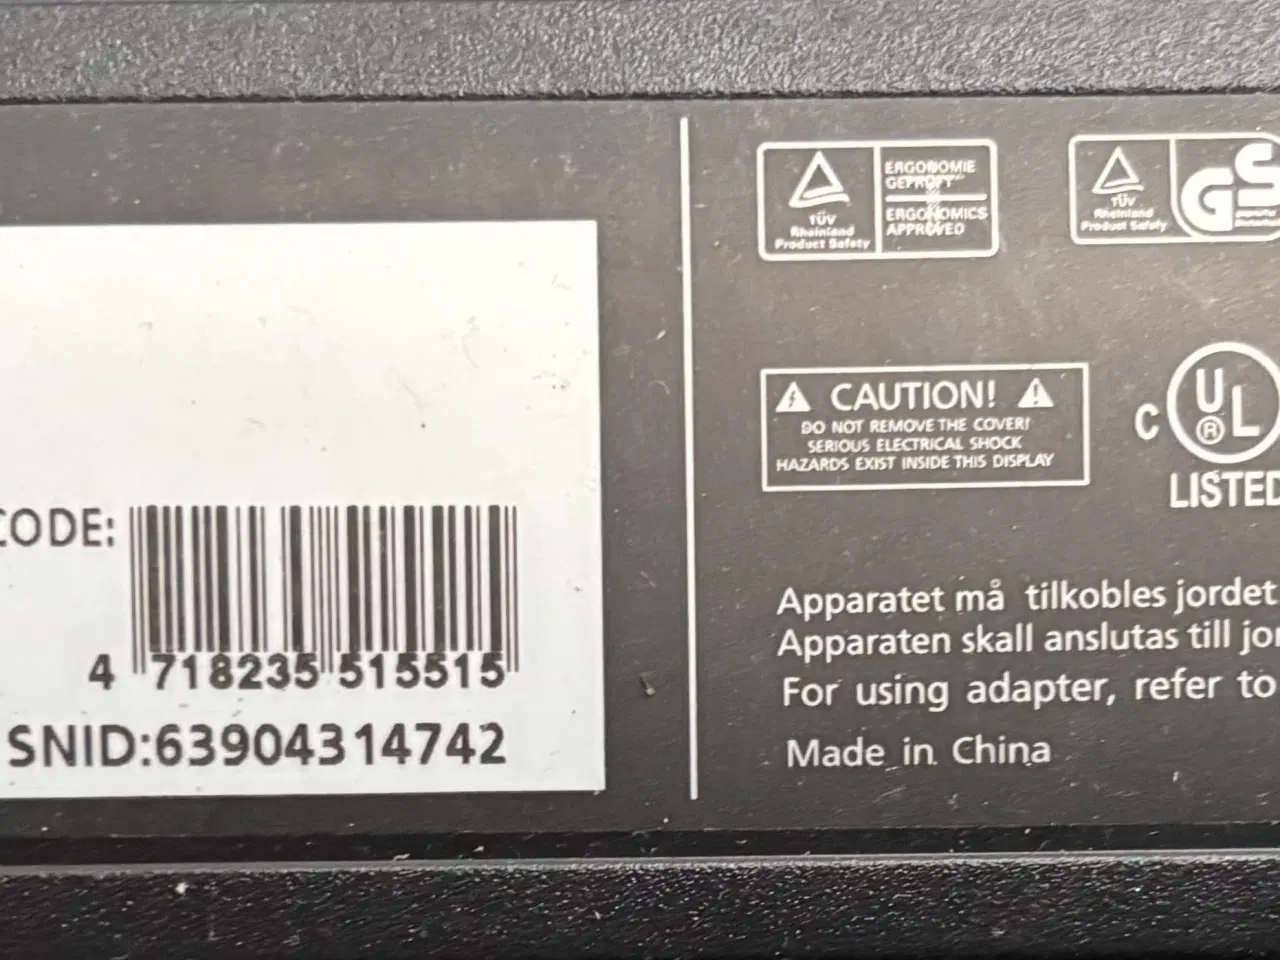 CODE:
4 718235 515515
SNID:63904314742
TÜV
Rheinland
Product Safety
ERGONOMIE
GEPRÜFT
ERGONOMICS
APPROVED
TÜV
Rheinland
Product Safety
GS
CAUTION!
DO NOT REMOVE THE COVER!
SERIOUS ELECTRICAL SHOCK
HAZARDS EXIST INSIDE THIS DISPLAY
C UL ®
LISTED
Apparatet må tilkobles jordet
Apparaten skall anslutas till jor
For using adapter, refer to
Made in China